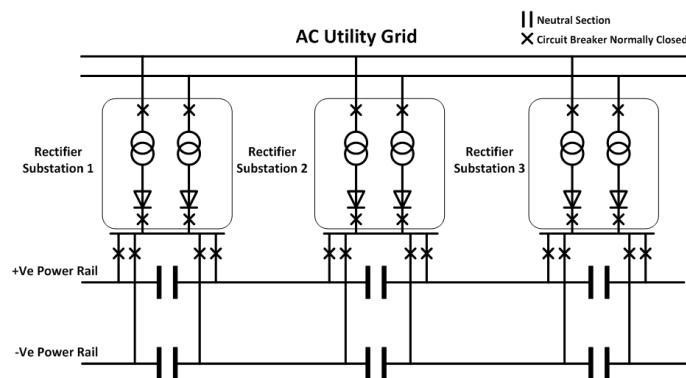 Neutral Section
AC Utility Grid
Circuit Breaker Normally Closed
Rectifier
Substation 1
Rectifier
Substation 2
Rectifier
Substation 3
+Ve Power Rail
-Ve Power Rail